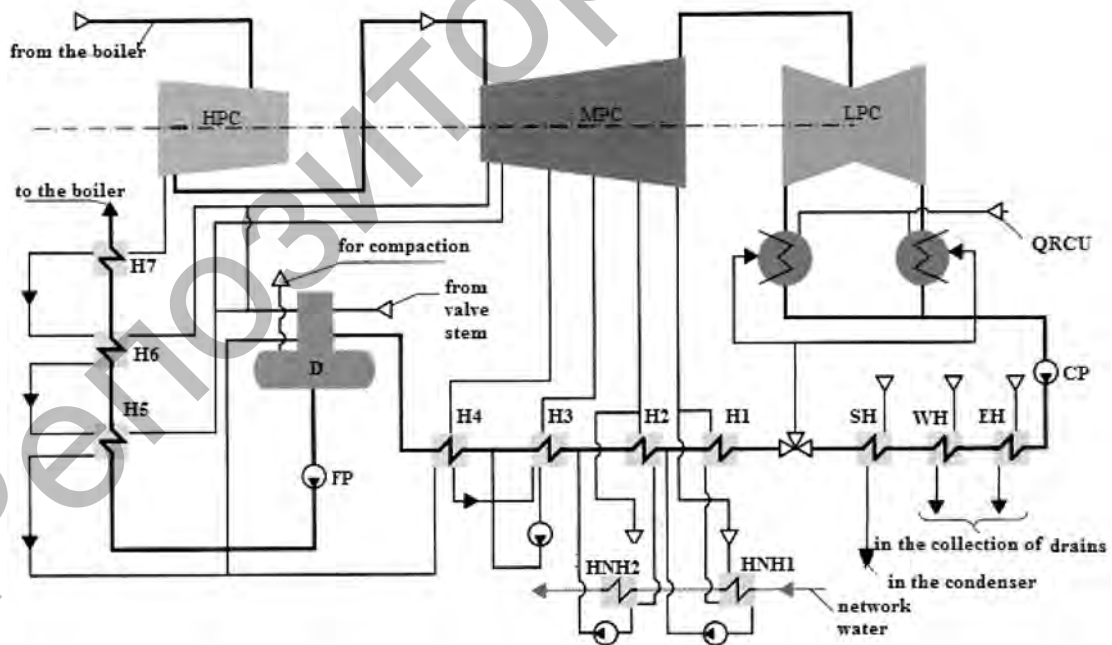 from the boiler
HPC
MPC
LPC
to the boiler
for compaction
QRCU
H7
from
valve
stem
H6
D
CP
H5
H4
H3
H2
H1
SH
WH
EH
FP
in the collection of drains
HNH2
HNH1
in the condenser
network
water
РЕПОЗИТОР